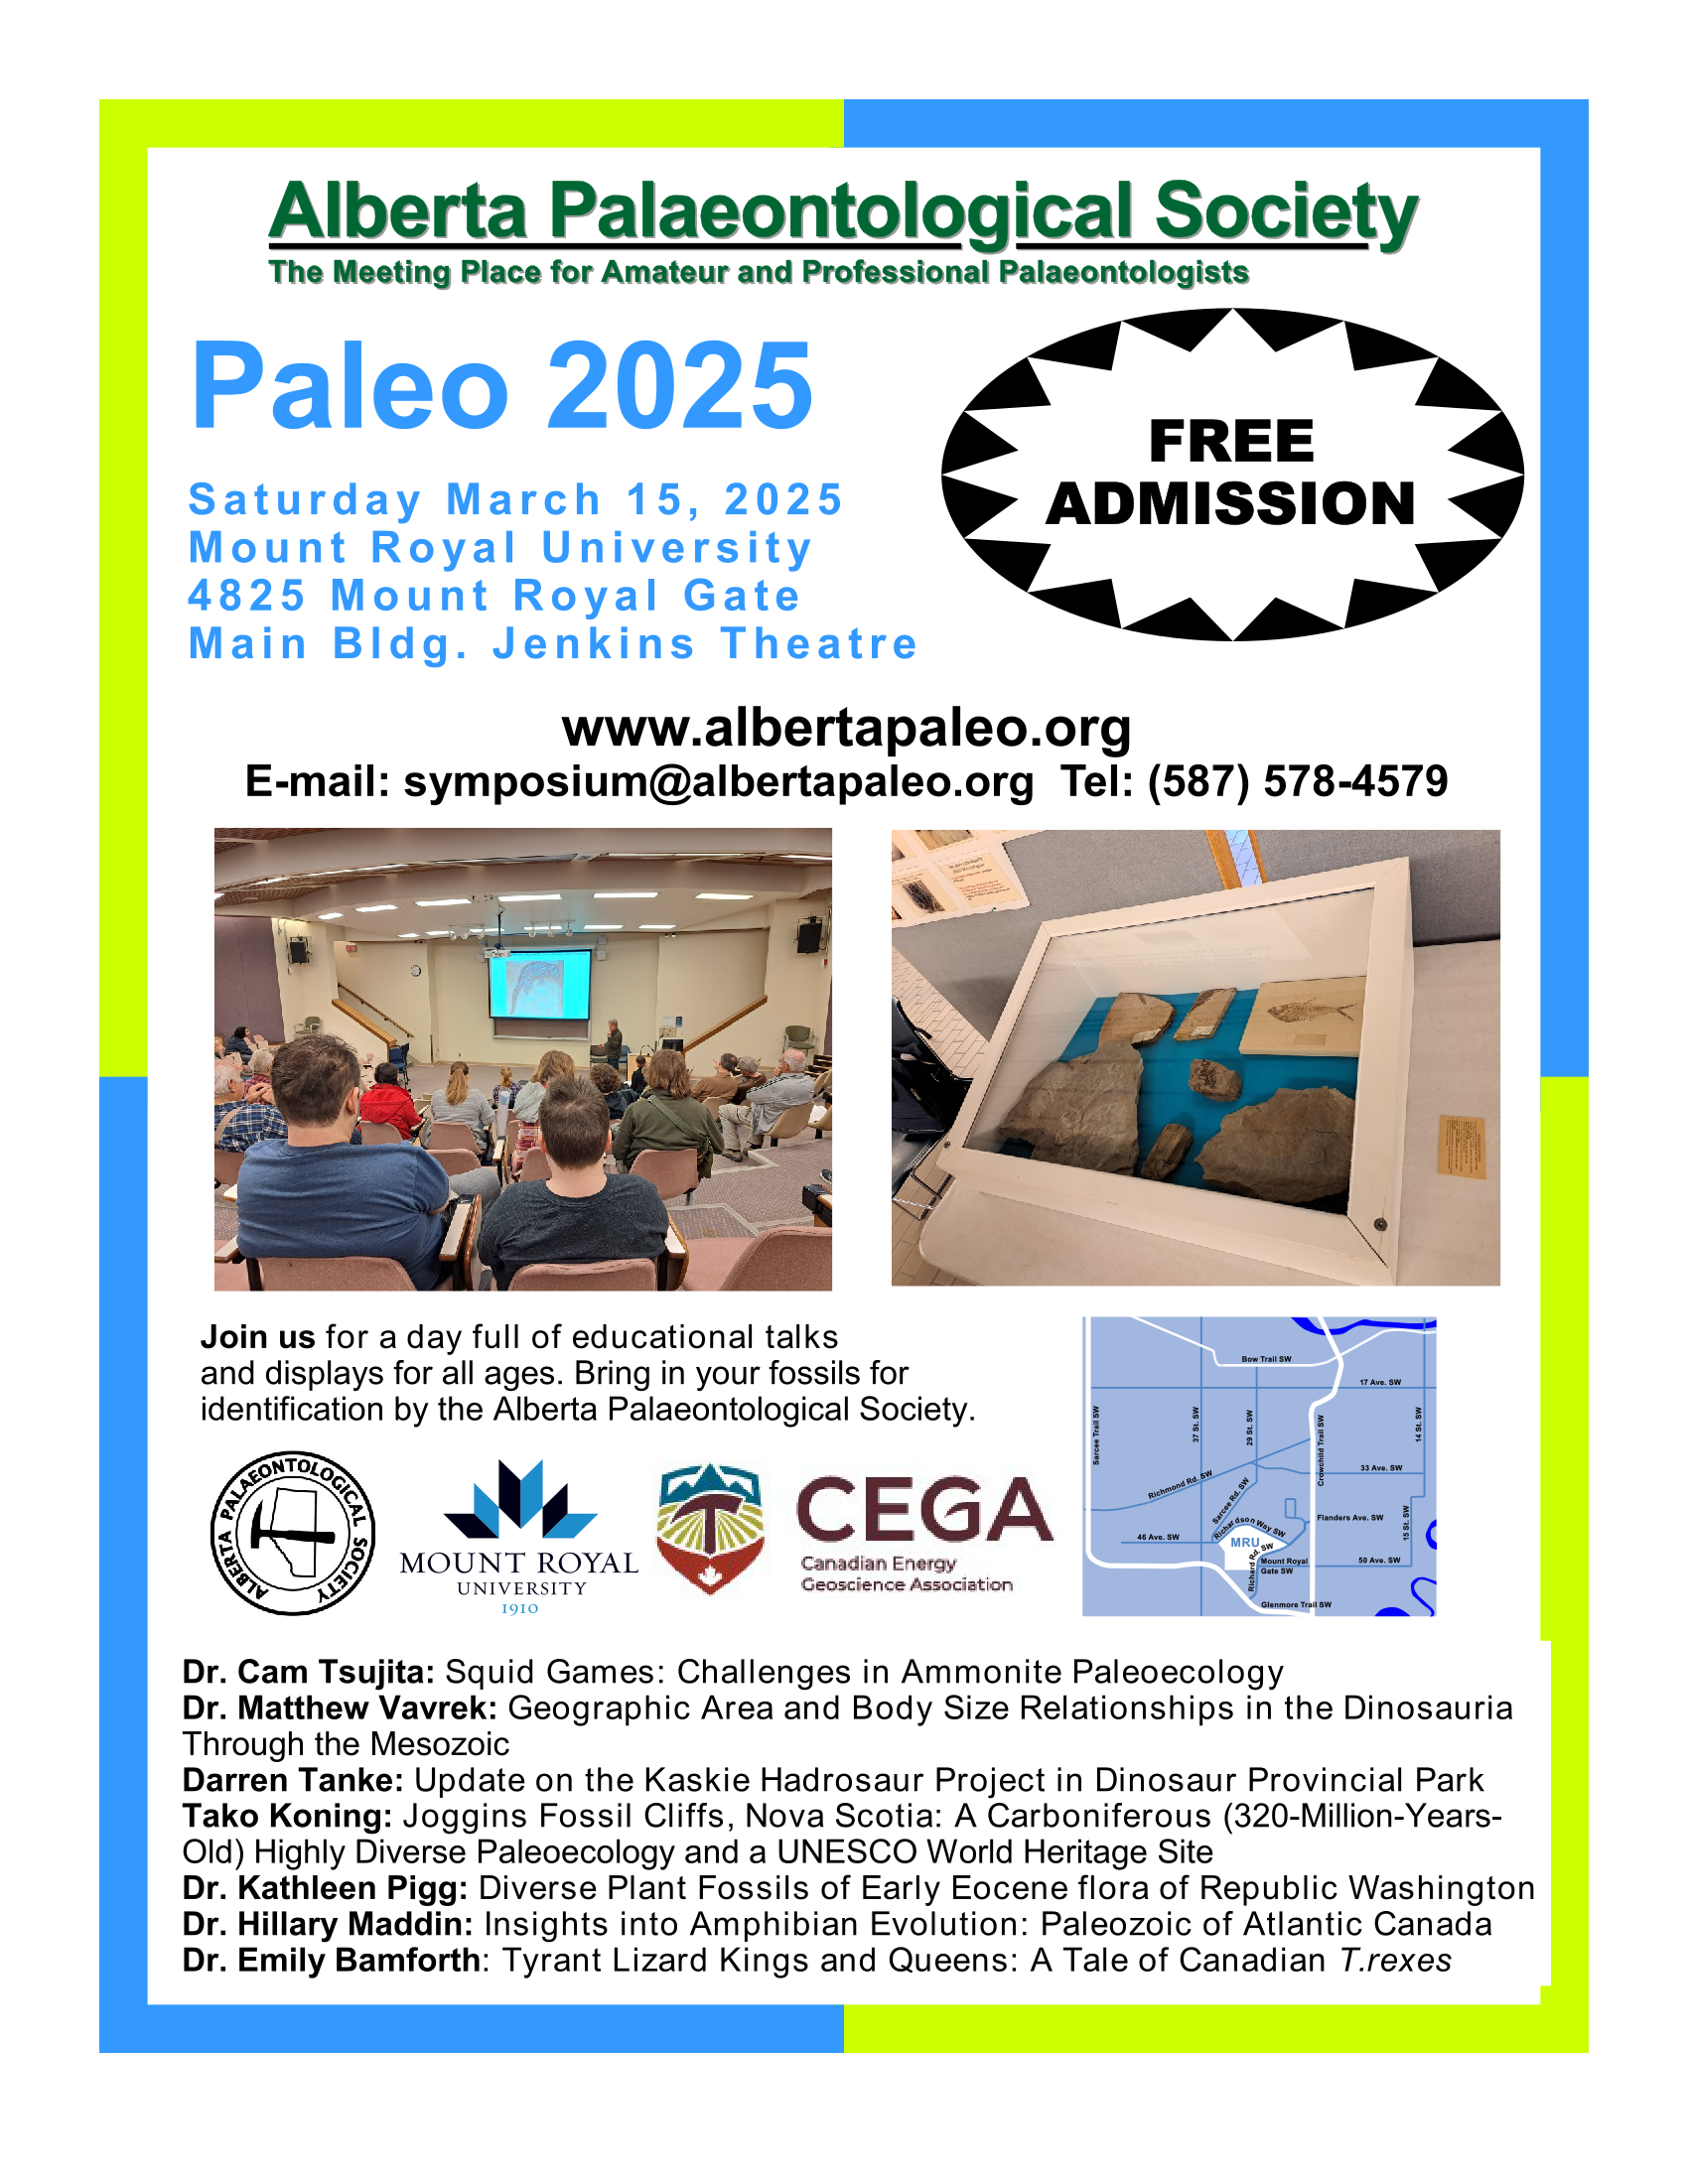 Alberta Palaeontological Society
The Meeting Place for Amateur and Professional Palaeontologists
Paleo 2025
FREE
ADMISSION
Saturday March 15, 2025
Mount Royal University
4825 Mount Royal Gate
Main Bldg. Jenkins Theatre
www.albertapaleo.org
E-mail: symposium@albertapaleo.org Tel: (587) 578-4579
Join us for a day full of educational talks
and displays for all ages. Bring in your fossils for
identification by the Alberta Palaeontological Society.
ALBERTA PALAEONTOLOGICAL SOCIETY
MOUNT ROYAL
UNIVERSITY
1910
CEGA
Canadian Energy
Geoscience Association
Bow Trail SW
17 Ave. SW
Sarcee Trail SW
37 St. SW
29 St. SW
Crowchild Trail SW
14 St. SW
33 Ave. SW
Richmond Rd. SW
Sarcee Rd. SW
Richardson Way SW
Flanders Ave. SW
15 St. SW
46 Ave. SW
MRU
Richard Rd. SW
Mount Royal
Gate SW
50 Ave. SW
Glenmore Trail SW
Dr. Cam Tsujita: Squid Games: Challenges in Ammonite Paleoecology
Dr. Matthew Vavrek: Geographic Area and Body Size Relationships in the Dinosauria
Through the Mesozoic
Darren Tanke: Update on the Kaskie Hadrosaur Project in Dinosaur Provincial Park
Tako Koning: Joggins Fossil Cliffs, Nova Scotia: A Carboniferous (320-Million-Years-
Old) Highly Diverse Paleoecology and a UNESCO World Heritage Site
Dr. Kathleen Pigg: Diverse Plant Fossils of Early Eocene flora of Republic Washington
Dr. Hillary Maddin: Insights into Amphibian Evolution: Paleozoic of Atlantic Canada
Dr. Emily Bamforth: Tyrant Lizard Kings and Queens: A Tale of Canadian T.rexes